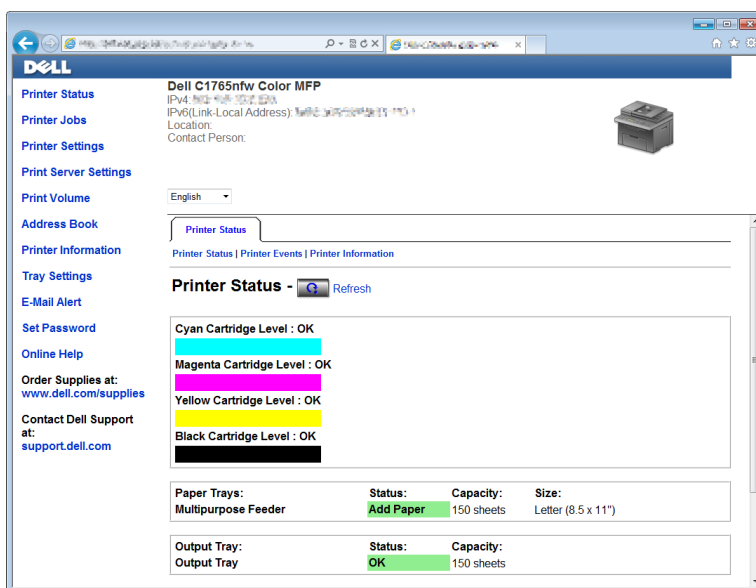 DELL
Dell C1765nfw Color MFP
IPv4:
IPv6(Link-Local Address):
Location:
Contact Person:
Printer Status
Printer Jobs
Printer Settings
Print Server Settings
Print Volume
Address Book
Printer Information
Tray Settings
E-Mail Alert
Set Password
Online Help
Order Supplies at:
www.dell.com/supplies
Contact Dell Support
at:
support.dell.com
English
Printer Status
Printer Status | Printer Events | Printer Information
Printer Status - Refresh
Cyan Cartridge Level : OK
Magenta Cartridge Level : OK
Yellow Cartridge Level : OK
Black Cartridge Level : OK
Paper Trays: Status: Capacity: Size:
Multipurpose Feeder Add Paper 150 sheets Letter (8.5 x 11")
Output Tray: Status: Capacity:
Output Tray OK 150 sheets